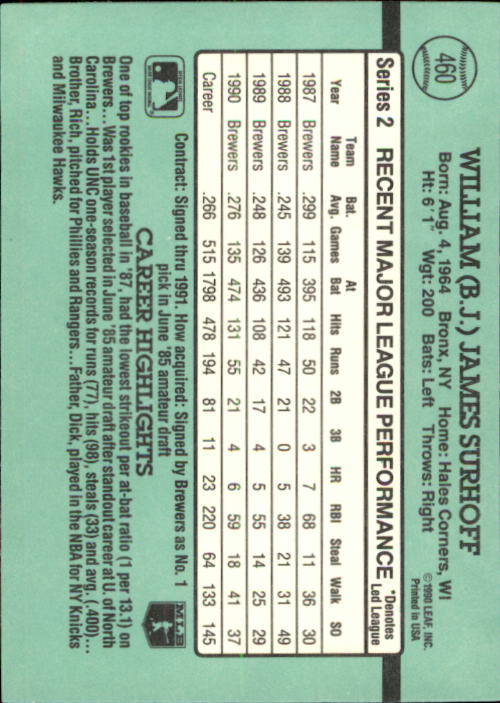 460
WILLIAM (B.J.) JAMES SURHOFF
Born: Aug. 4, 1964 Bronx, NY Home: Hales Corners, WI
Ht: 6' 1" Wgt: 200 Bats: Left Throws: Right
© 1990 LEAF, INC.
Printed in USA
Series 2 RECENT MAJOR LEAGUE PERFORMANCE *Denotes Led League
Year Team Name Bat. Avg. Games At Bat Hits Runs 2B 3B HR RBI Steal Walk SO
1987 Brewers .299 115 395 118 50 22 3 7 68 11 36 30
1988 Brewers .245 139 493 121 47 21 0 5 38 21 31 49
1989 Brewers .248 126 436 108 42 17 4 5 55 14 25 29
1990 Brewers .276 135 474 131 55 21 4 6 59 18 41 37
Career .266 515 1798 478 194 81 11 23 220 64 133 145
Contract: Signed thru 1991. How acquired: Signed by Brewers as No. 1
pick in June '85 amateur draft
MLB
CAREER HIGHLIGHTS
One of top rookies in baseball in '87, had the lowest strikeout per at-bat ratio (1 per 13.1) on
Brewers... Was 1st player selected in June '85 amateur draft after standout career at U. of North
Carolina... Holds UNC one-season records for runs (77), hits (98), steals (33) and avg. (.400)...
Brother, Rich, pitched for Phillies and Rangers... Father, Dick, played in the NBA for NY Knicks
and Milwaukee Hawks.